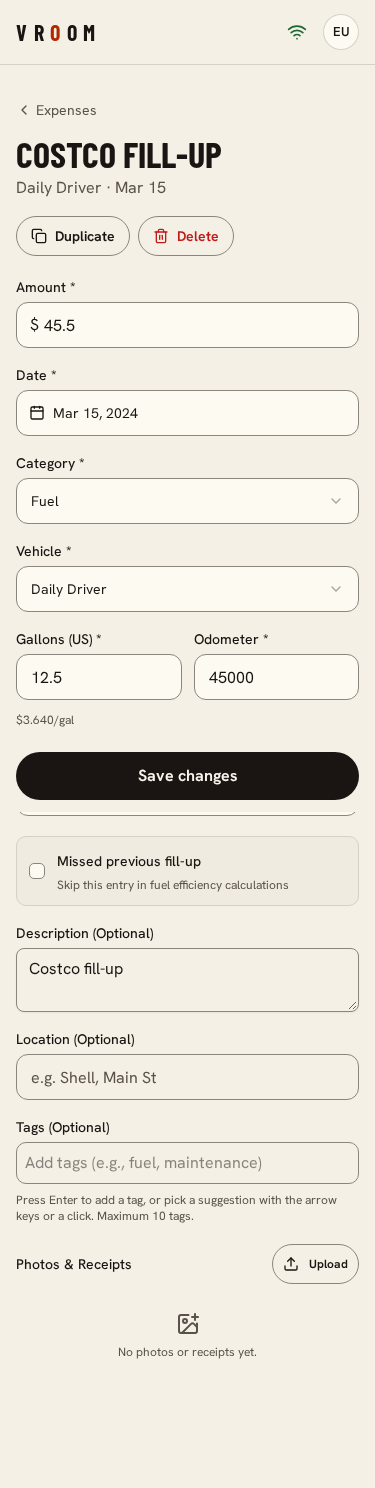 VROOM
EU
Expenses
COSTCO FILL-UP
Daily Driver · Mar 15
Duplicate
Delete
Amount *
$ 45.5
Date *
Mar 15, 2024
Category *
Fuel
Vehicle *
Daily Driver
Gallons (US) *
Odometer *
12.5
45000
$3.640/gal
Save changes
Missed previous fill-up
Skip this entry in fuel efficiency calculations
Description (Optional)
Costco fill-up
Location (Optional)
e.g. Shell, Main St
Tags (Optional)
Add tags (e.g., fuel, maintenance)
Press Enter to add a tag, or pick a suggestion with the arrow
keys or a click. Maximum 10 tags.
Photos & Receipts
Upload
No photos or receipts yet.